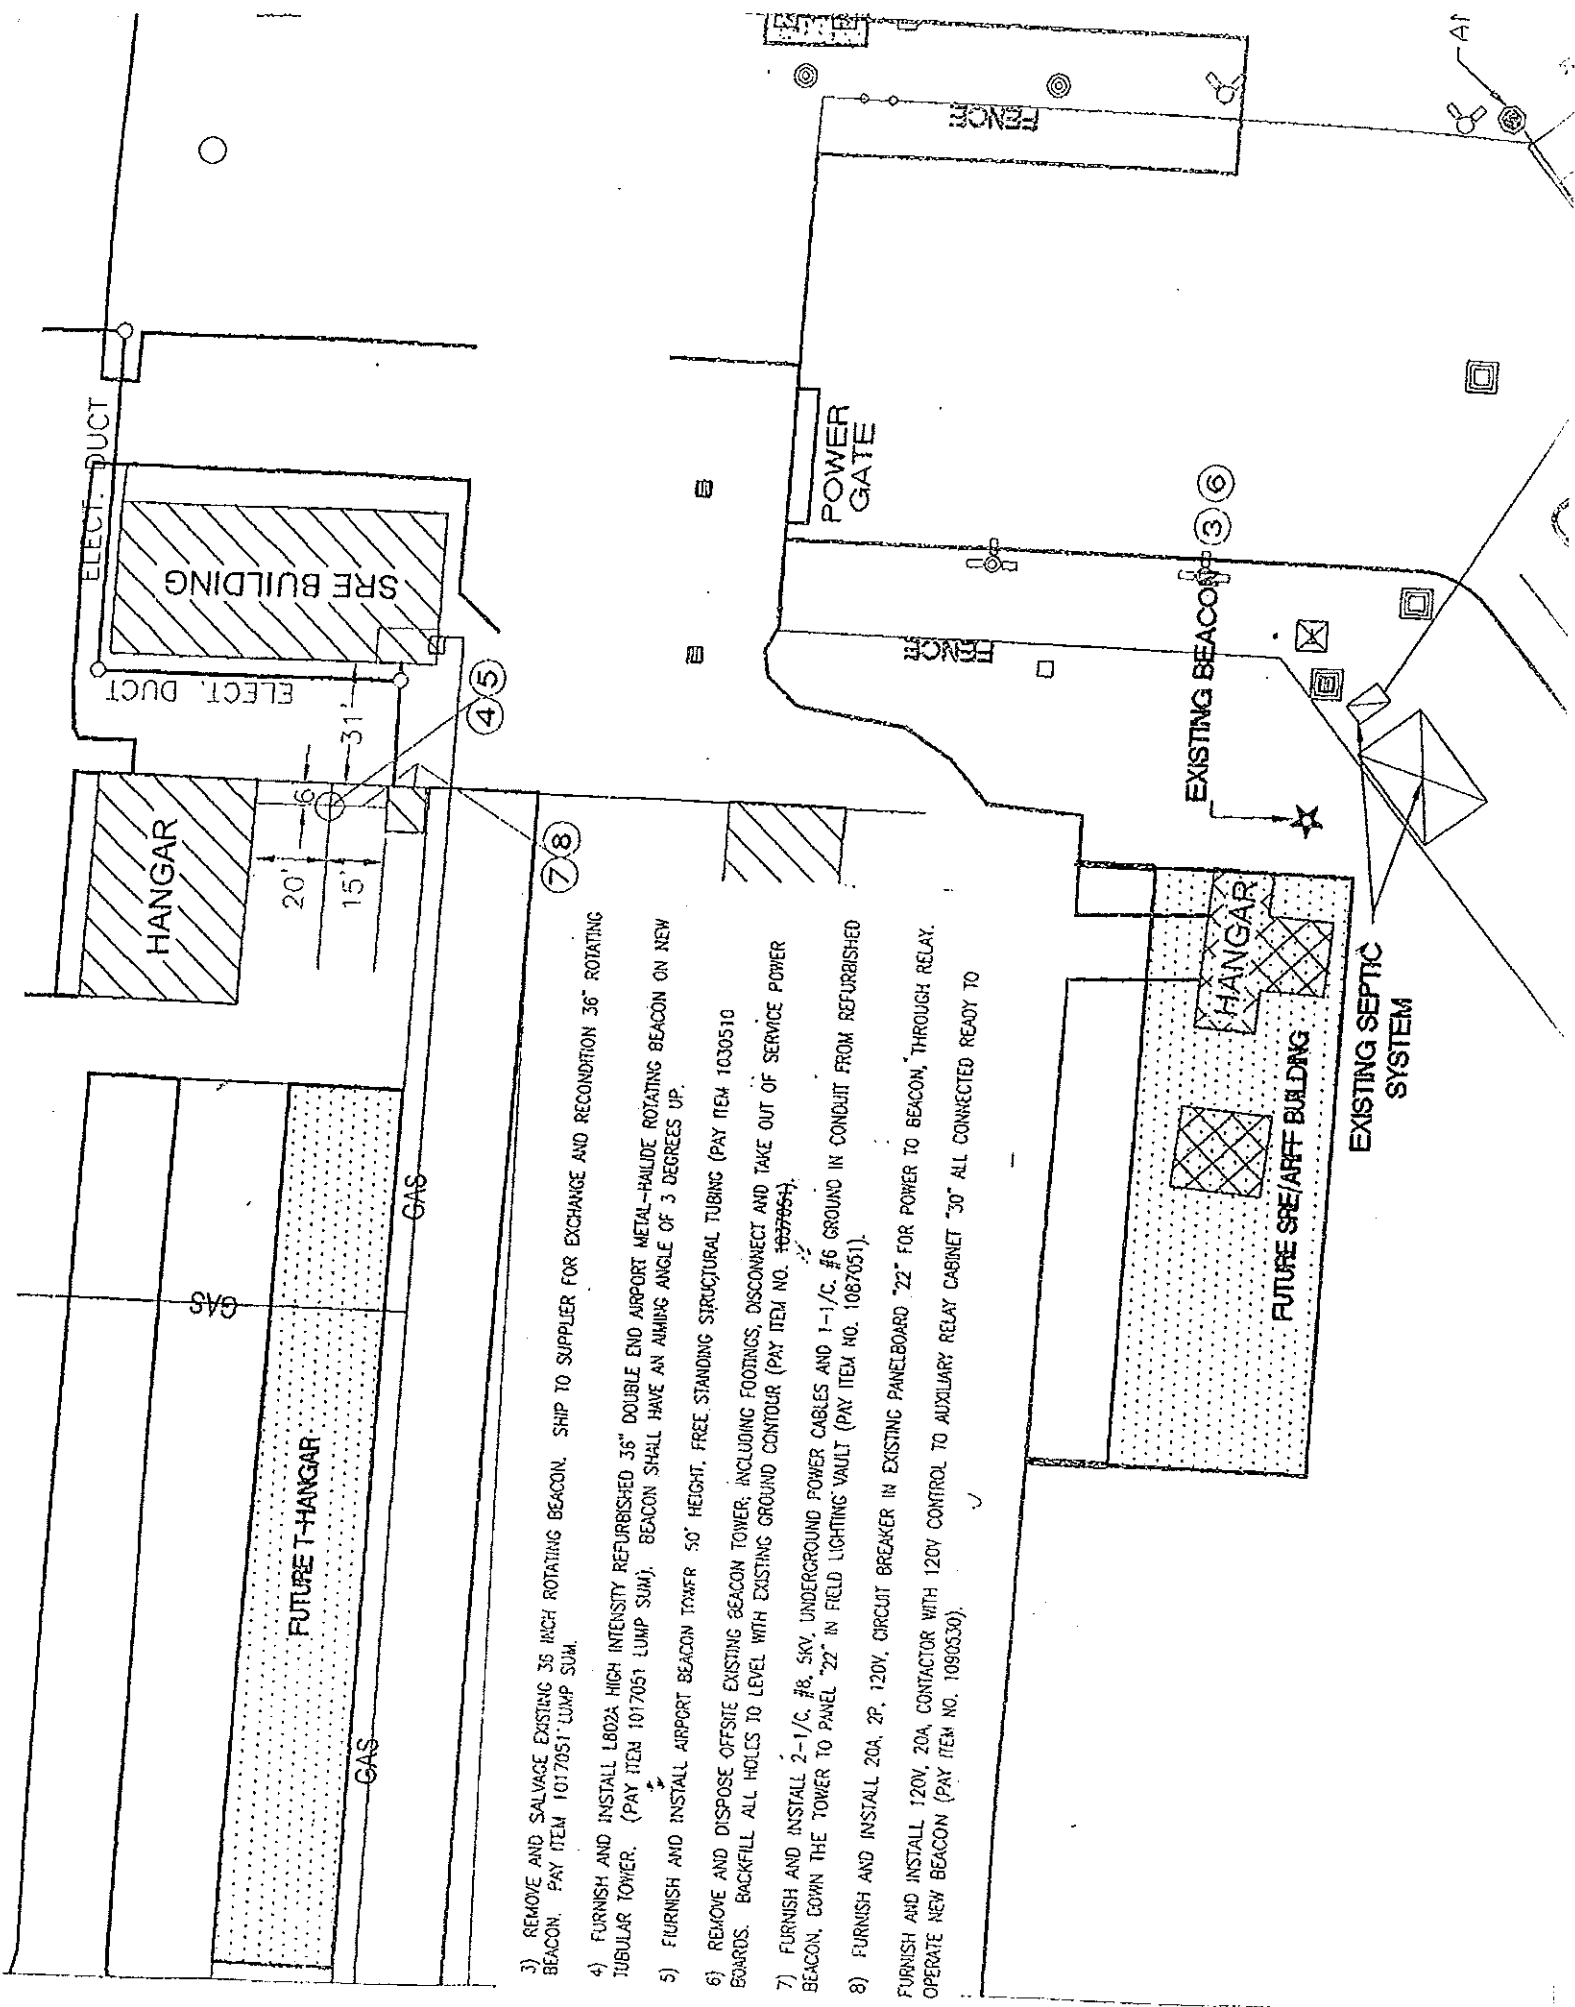 ELECT. DUCT
SRE BUILDING
ELECT. DUCT
HANGAR
6'
31'
20'
15'
4 5
7 8
FENCE
POWER
GATE
FENCE
EXISTING BEACON 3 6
HANGAR
FUTURE SRE/ARFF BUILDING
EXISTING SEPTIC
SYSTEM
FUTURE T-HANGAR
GAS
GAS
GAS
3) REMOVE AND SALVAGE EXISTING 36 INCH ROTATING BEACON. SHIP TO SUPPLIER FOR EXCHANGE AND RECONDITION 36" ROTATING
BEACON. PAY ITEM 1017051 LUMP SUM.
4) FURNISH AND INSTALL L802A HIGH INTENSITY REFURBISHED 36" DOUBLE END AIRPORT METAL-HALIDE ROTATING BEACON ON NEW
TUBULAR TOWER. (PAY ITEM 1017051 LUMP SUM). BEACON SHALL HAVE AN AIMING ANGLE OF 3 DEGREES UP.
5) FIURNISH AND INSTALL AIRPORT BEACON TOWER 50' HEIGHT, FREE STANDING STRUCTURAL TUBING (PAY ITEM 1030510
6) REMOVE AND DISPOSE OFFSITE EXISTING BEACON TOWER; INCLUDING FOOTINGS, DISCONNECT AND TAKE OUT OF SERVICE POWER
BOARDS. BACKFILL ALL HOLES TO LEVEL WITH EXISTING GROUND CONTOUR (PAY ITEM NO. 1037051).
7) FURNISH AND INSTALL 2-1/C, #8, 5KV, UNDERGROUND POWER CABLES AND 1-1/C, #6 GROUND IN CONDUIT FROM REFURBISHED
BEACON, DOWN THE TOWER TO PANEL "22" IN FIELD LIGHTING VAULT (PAY ITEM NO. 1087051).
8) FURNISH AND INSTALL 20A, 2P, 120V, CIRCUIT BREAKER IN EXISTING PANELBOARD "22" FOR POWER TO BEACON, THROUGH RELAY.
FURNISH AND INSTALL 120V, 20A, CONTACTOR WITH 120V CONTROL TO AUXILIARY RELAY CABINET "30" ALL CONNECTED READY TO
OPERATE NEW BEACON (PAY ITEM NO. 1090530).